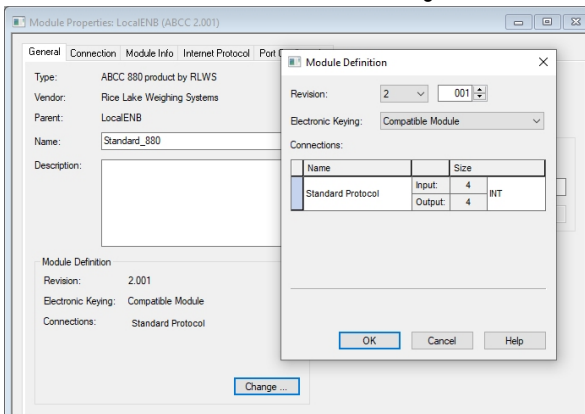 Module Properties: LocalENB (ABCC 2.001)
General Connection Module Info Internet Protocol Port
Type: ABCC 880 product by RLWS
Vendor: Rice Lake Weighing Systems
Parent: LocalENB
Name: Standard_880
Description:
Module Definition
Revision: 2.001
Electronic Keying: Compatible Module
Connections: Standard Protocol
Change ...
Module Definition
Revision: 2 001
Electronic Keying: Compatible Module
Connections:
Name Size
Standard Protocol Input: 4 INT
Output: 4
OK Cancel Help